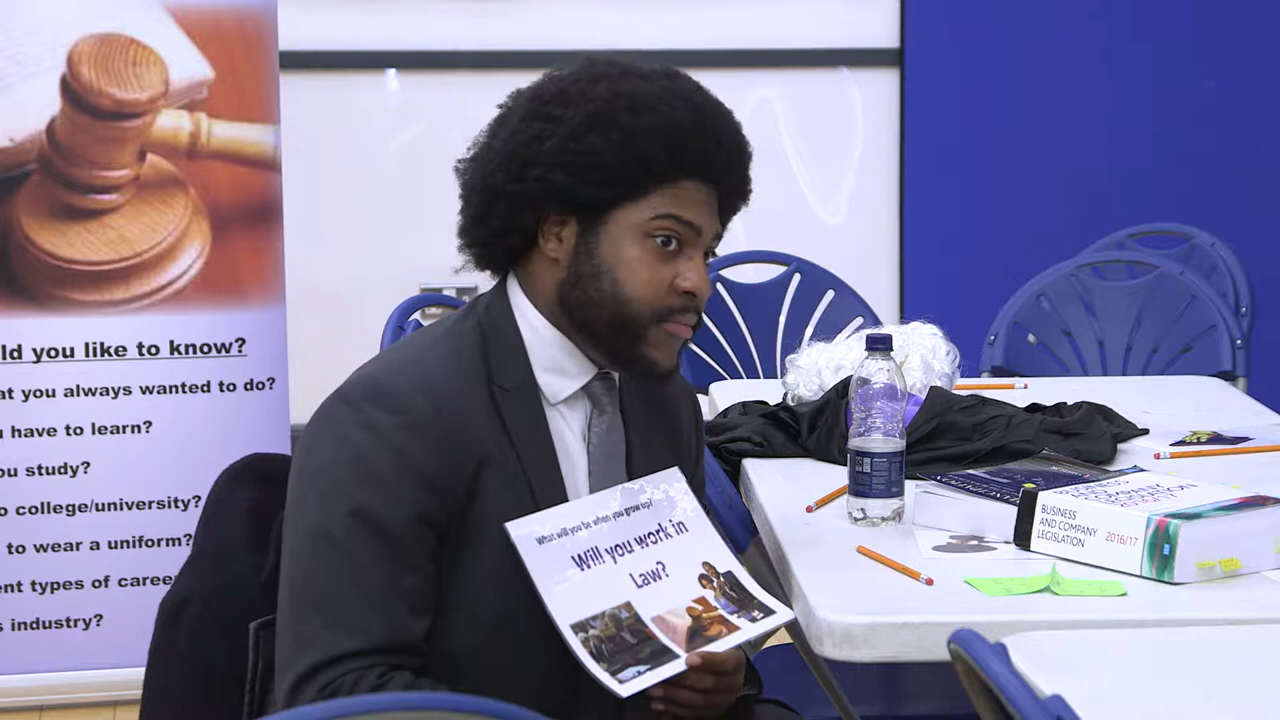 ld you like to know?
at you always wanted to do?
have to learn?
ou study?
o college/university?
to wear a uniform?
ent types of caree
s industry?
What will you be when you grow up?
Will you work in
Law?
BUSINESS
AND COMPANY
LEGISLATION
2016/17